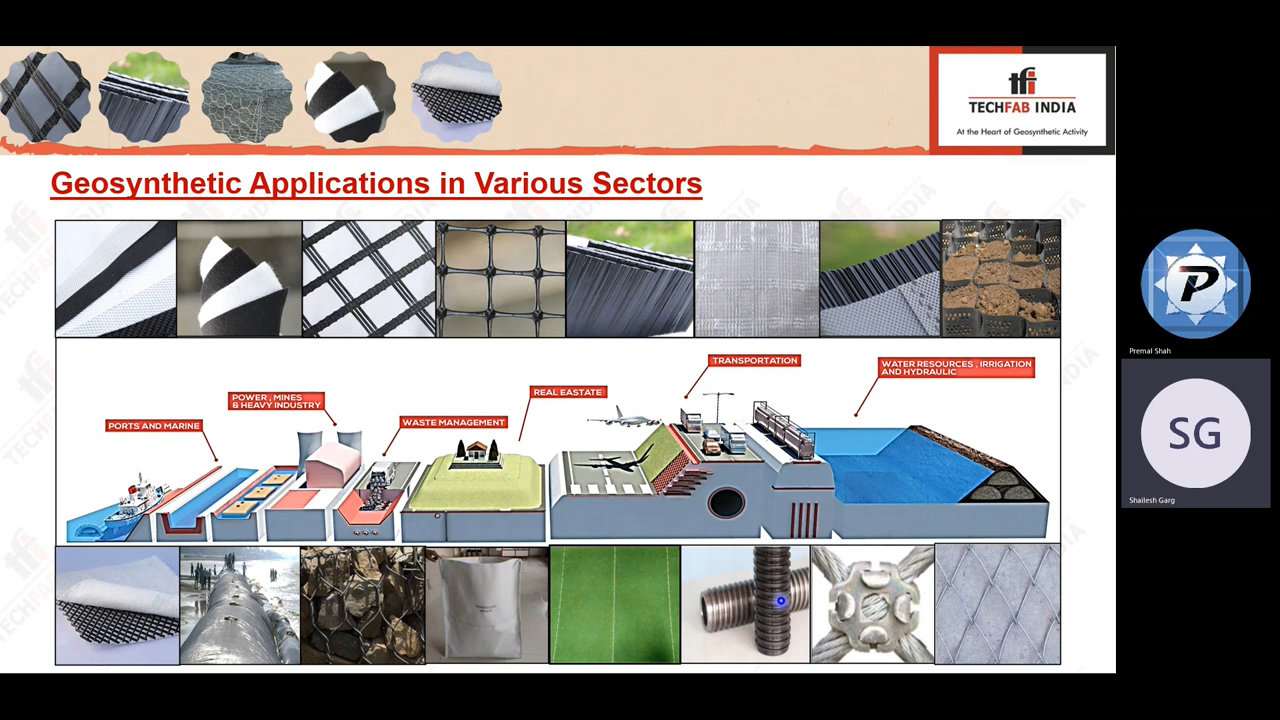 tfi
TECHFAB INDIA
At the Heart of Geosynthetic Activity
Geosynthetic Applications in Various Sectors
TRANSPORTATION
WATER RESOURCES , IRRIGATION
AND HYDRAULIC
REAL EASTATE
POWER , MINES
& HEAVY INDUSTRY
WASTE MANAGEMENT
PORTS AND MARINE
P
Premal Shah
SG
Shailesh Garg